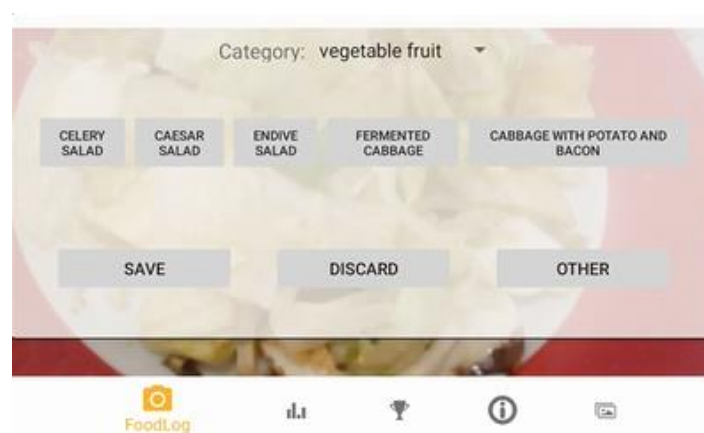 Category: vegetable fruit
CELERY SALAD
CAESAR SALAD
ENDIVE SALAD
FERMENTED CABBAGE
CABBAGE WITH POTATO AND BACON
SAVE
DISCARD
OTHER
FoodLog